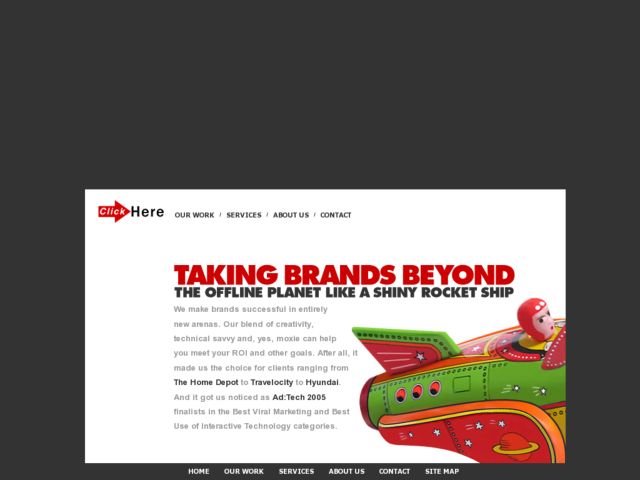 Click Here
OUR WORK / SERVICES / ABOUT US / CONTACT
TAKING BRANDS BEYOND
THE OFFLINE PLANET LIKE A SHINY ROCKET SHIP
We make brands successful in entirely
new arenas. Our blend of creativity,
technical savvy and, yes, moxie can help
you meet your ROI and other goals. After all, it
made us the choice for clients ranging from
The Home Depot to Travelocity to Hyundai.
And it got us noticed as Ad:Tech 2005
finalists in the Best Viral Marketing and Best
Use of Interactive Technology categories.
HOME OUR WORK SERVICES ABOUT US CONTACT SITE MAP